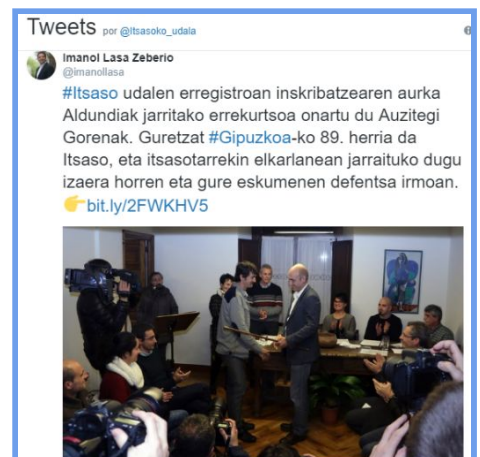 Tweets por @Itsasoko_udala
Imanol Lasa Zeberio
@imanollasa
#Itsaso udalen erregistroan inskribatzearen aurka
Aldundiak jarritako errekurtsoa onartu du Auzitegi
Gorenak. Guretzat #Gipuzkoa-ko 89. herria da
Itsaso, eta itsasotarrekin elkarlanean jarraituko dugu
izaera horren eta gure eskumenen defentsa irmoan.
👉bit.ly/2FWKHV5